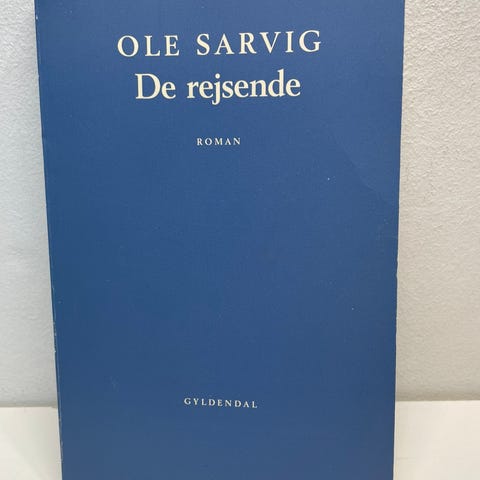 OLE SARVIG
De rejsende
ROMAN
GYLDENDAL